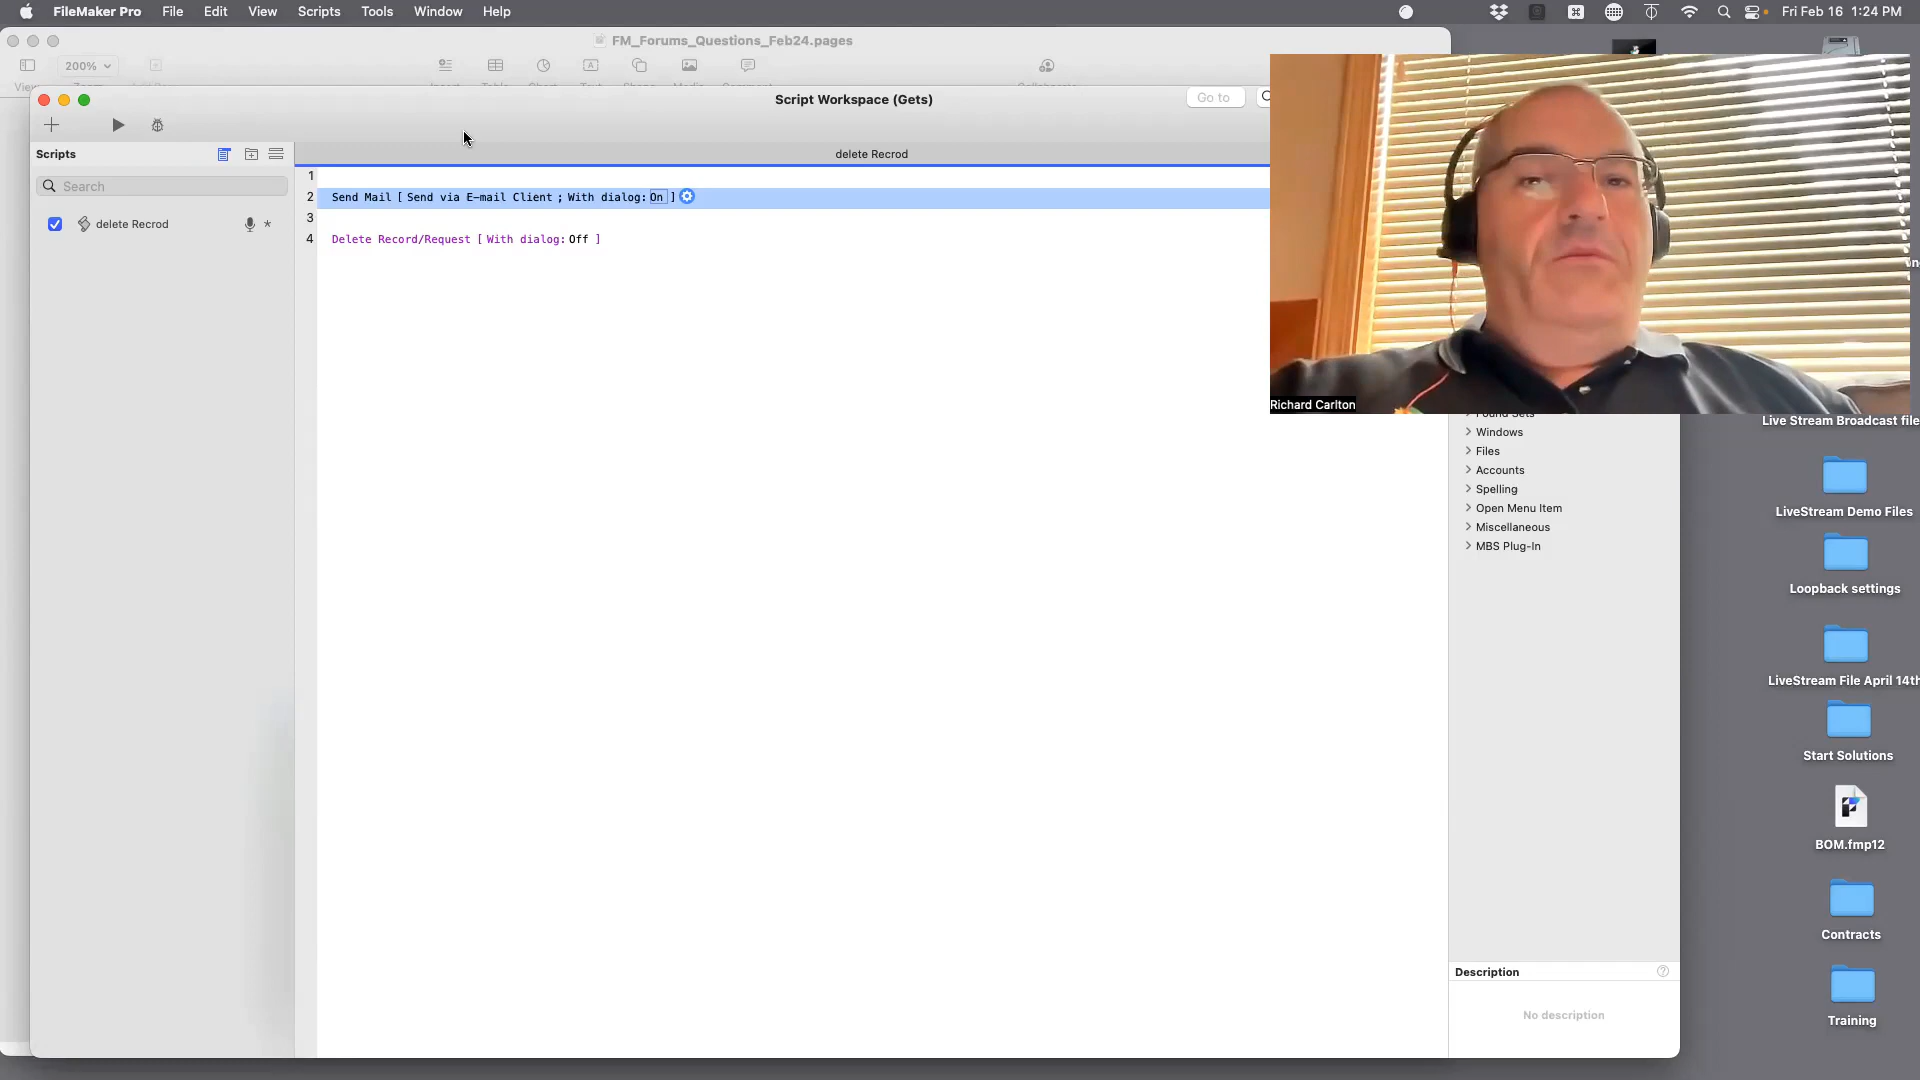 FileMaker Pro File Edit View Scripts Tools Window Help
Fri Feb 16 1:24 PM
FM_Forums_Questions_Feb24.pages
200%
Script Workspace (Gets)
Go to
Scripts
delete Recrod
Search
delete Recrod *
1
2 Send Mail [ Send via E-mail Client ; With dialog: On ]
3
4 Delete Record/Request [ With dialog: Off ]
Richard Carlton
Found Sets
Windows
Files
Accounts
Spelling
Open Menu Item
Miscellaneous
MBS Plug-In
Description
No description
Live Stream Broadcast file
LiveStream Demo Files
Loopback settings
LiveStream File April 14th
Start Solutions
BOM.fmp12
Contracts
Training